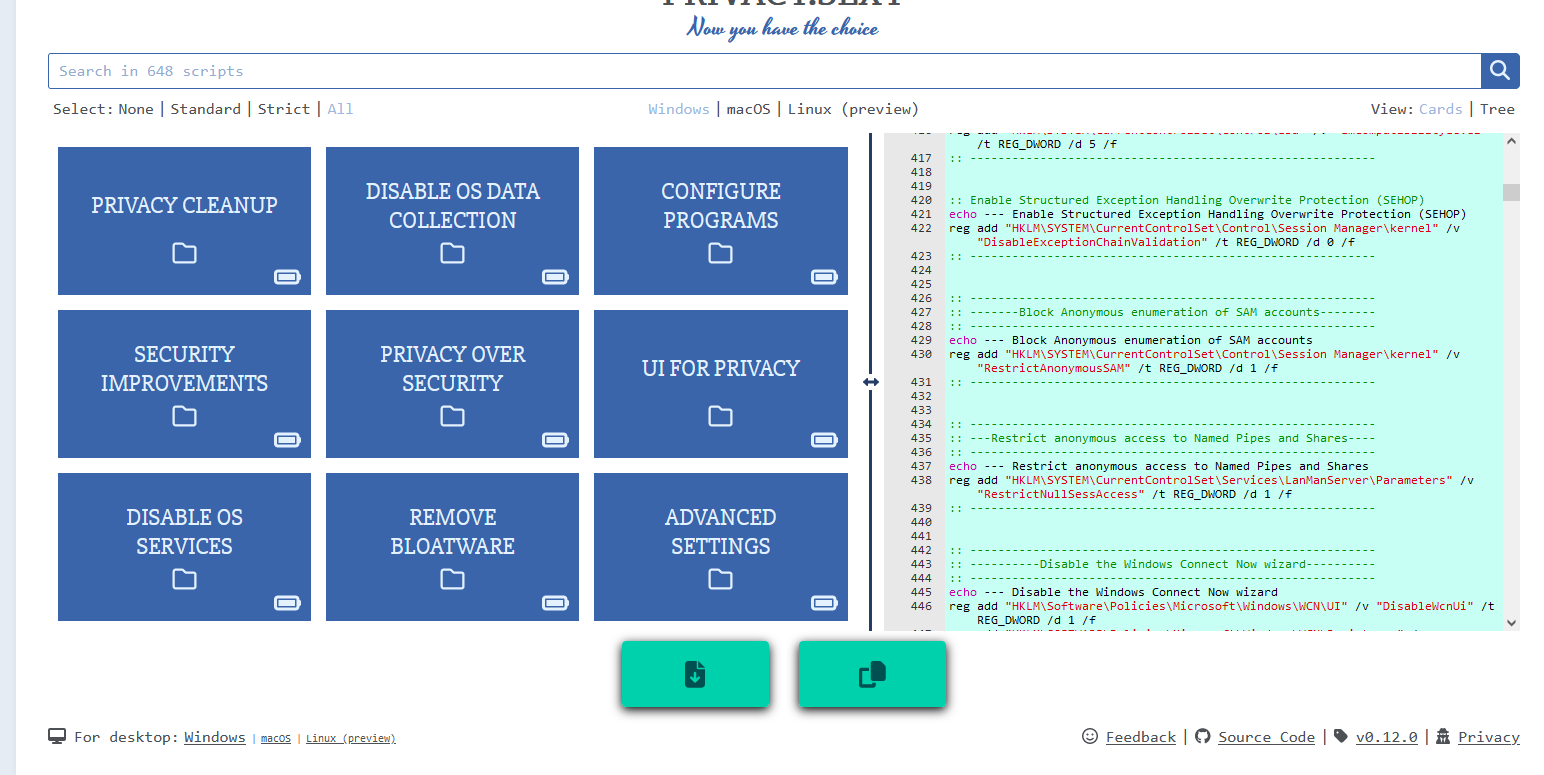 PRIVACY.SEXY
Now you have the choice
Search in 648 scripts
Select: None | Standard | Strict | All
Windows | macOS | Linux (preview)
View: Cards | Tree
PRIVACY CLEANUP
DISABLE OS DATA
COLLECTION
CONFIGURE
PROGRAMS
SECURITY
IMPROVEMENTS
PRIVACY OVER
SECURITY
UI FOR PRIVACY
DISABLE OS
SERVICES
REMOVE
BLOATWARE
ADVANCED
SETTINGS
/t REG_DWORD /d 5 /f
417 :: ----------------------------------------------------------
418
419
420 :: Enable Structured Exception Handling Overwrite Protection (SEHOP)
421 echo --- Enable Structured Exception Handling Overwrite Protection (SEHOP)
422 reg add "HKLM\SYSTEM\CurrentControlSet\Control\Session Manager\kernel" /v
"DisableExceptionChainValidation" /t REG_DWORD /d 0 /f
423 :: ----------------------------------------------------------
424
425
426 :: ----------------------------------------------------------
427 :: -------Block Anonymous enumeration of SAM accounts--------
428 :: ----------------------------------------------------------
429 echo --- Block Anonymous enumeration of SAM accounts
430 reg add "HKLM\SYSTEM\CurrentControlSet\Control\Session Manager\kernel" /v
"RestrictAnonymousSAM" /t REG_DWORD /d 1 /f
431 :: ----------------------------------------------------------
432
433
434 :: ----------------------------------------------------------
435 :: ---Restrict anonymous access to Named Pipes and Shares----
436 :: ----------------------------------------------------------
437 echo --- Restrict anonymous access to Named Pipes and Shares
438 reg add "HKLM\SYSTEM\CurrentControlSet\Services\LanManServer\Parameters" /v
"RestrictNullSessAccess" /t REG_DWORD /d 1 /f
439 :: ----------------------------------------------------------
440
441
442 :: ----------------------------------------------------------
443 :: ----------Disable the Windows Connect Now wizard----------
444 :: ----------------------------------------------------------
445 echo --- Disable the Windows Connect Now wizard
446 reg add "HKLM\Software\Policies\Microsoft\Windows\WCN\UI" /v "DisableWcnUi" /t
REG_DWORD /d 1 /f
For desktop: Windows | macOS | Linux (preview)
Feedback | Source Code | v0.12.0 | Privacy